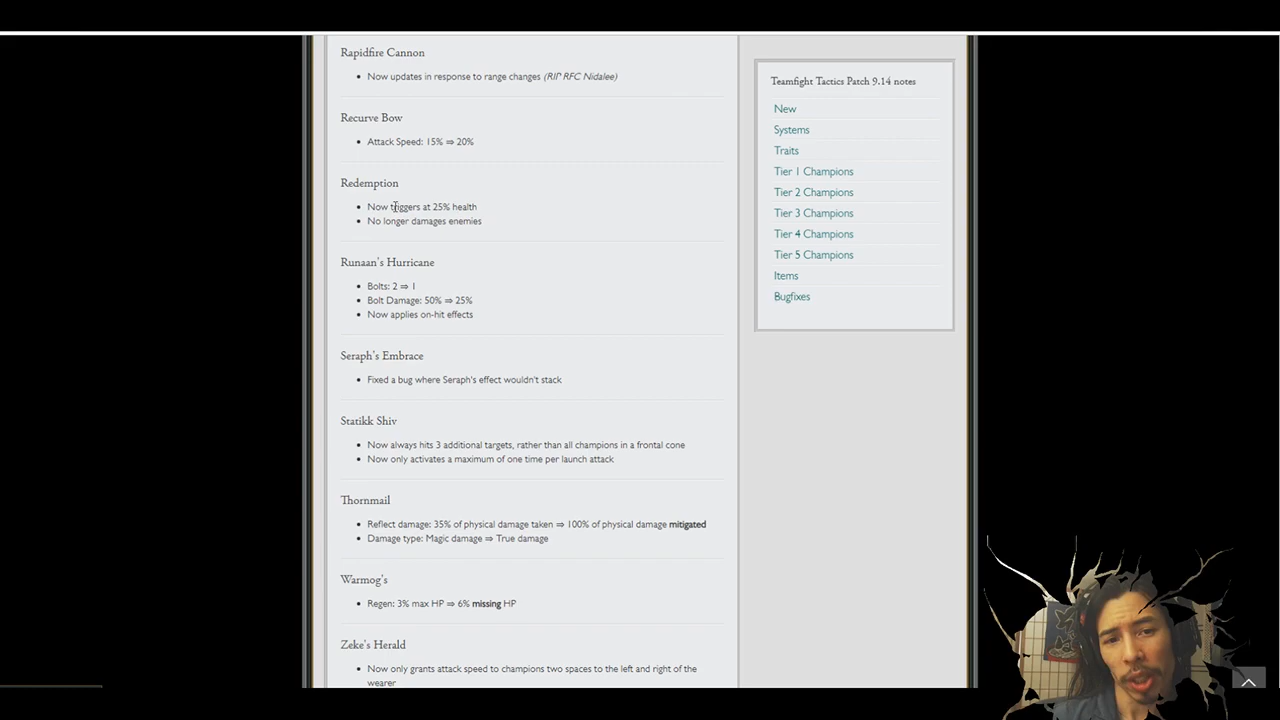 Rapidfire Cannon
Now updates in response to range changes (RIP RFC Nidalee)
Recurve Bow
Attack Speed: 15% ⇒ 20%
Redemption
Now triggers at 25% health
No longer damages enemies
Runaan's Hurricane
Bolts: 2 ⇒ 1
Bolt Damage: 50% ⇒ 25%
Now applies on-hit effects
Seraph's Embrace
Fixed a bug where Seraph's effect wouldn't stack
Statikk Shiv
Now always hits 3 additional targets, rather than all champions in a frontal cone
Now only activates a maximum of one time per launch attack
Thornmail
Reflect damage: 35% of physical damage taken ⇒ 100% of physical damage mitigated
Damage type: Magic damage ⇒ True damage
Warmog's
Regen: 3% max HP ⇒ 6% missing HP
Zeke's Herald
Now only grants attack speed to champions two spaces to the left and right of the
wearer
Teamfight Tactics Patch 9.14 notes
New
Systems
Traits
Tier 1 Champions
Tier 2 Champions
Tier 3 Champions
Tier 4 Champions
Tier 5 Champions
Items
Bugfixes